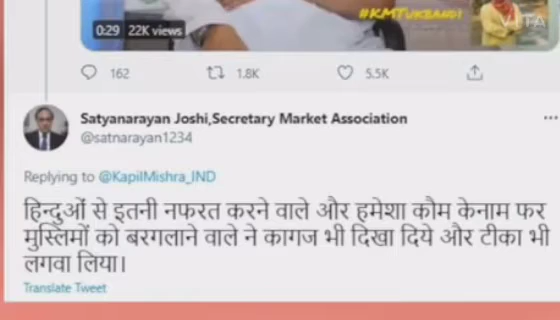 #KMTUKBANDI
VITA
0:29 22K views
162 1.8K 5.5K
Satyanarayan Joshi,Secretary Market Association
@satnarayan1234
Replying to @KapilMishra_IND
हिन्दुओं से इतनी नफरत करने वाले और हमेशा कौम केनाम फर
मुस्लिमों को बरगलाने वाले ने कागज भी दिखा दिये और टीका भी
लगवा लिया।
Translate Tweet